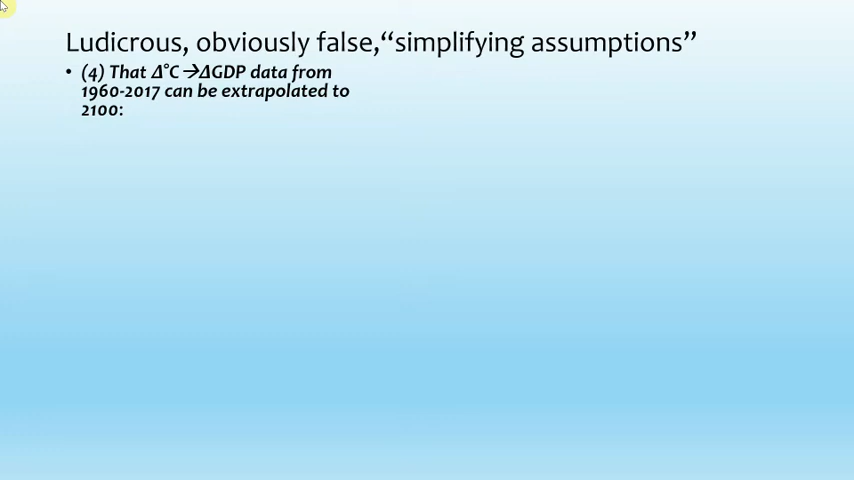 Ludicrous, obviously false,“simplifying assumptions”
• (4) That Δ°C→ΔGDP data from
1960-2017 can be extrapolated to
2100: